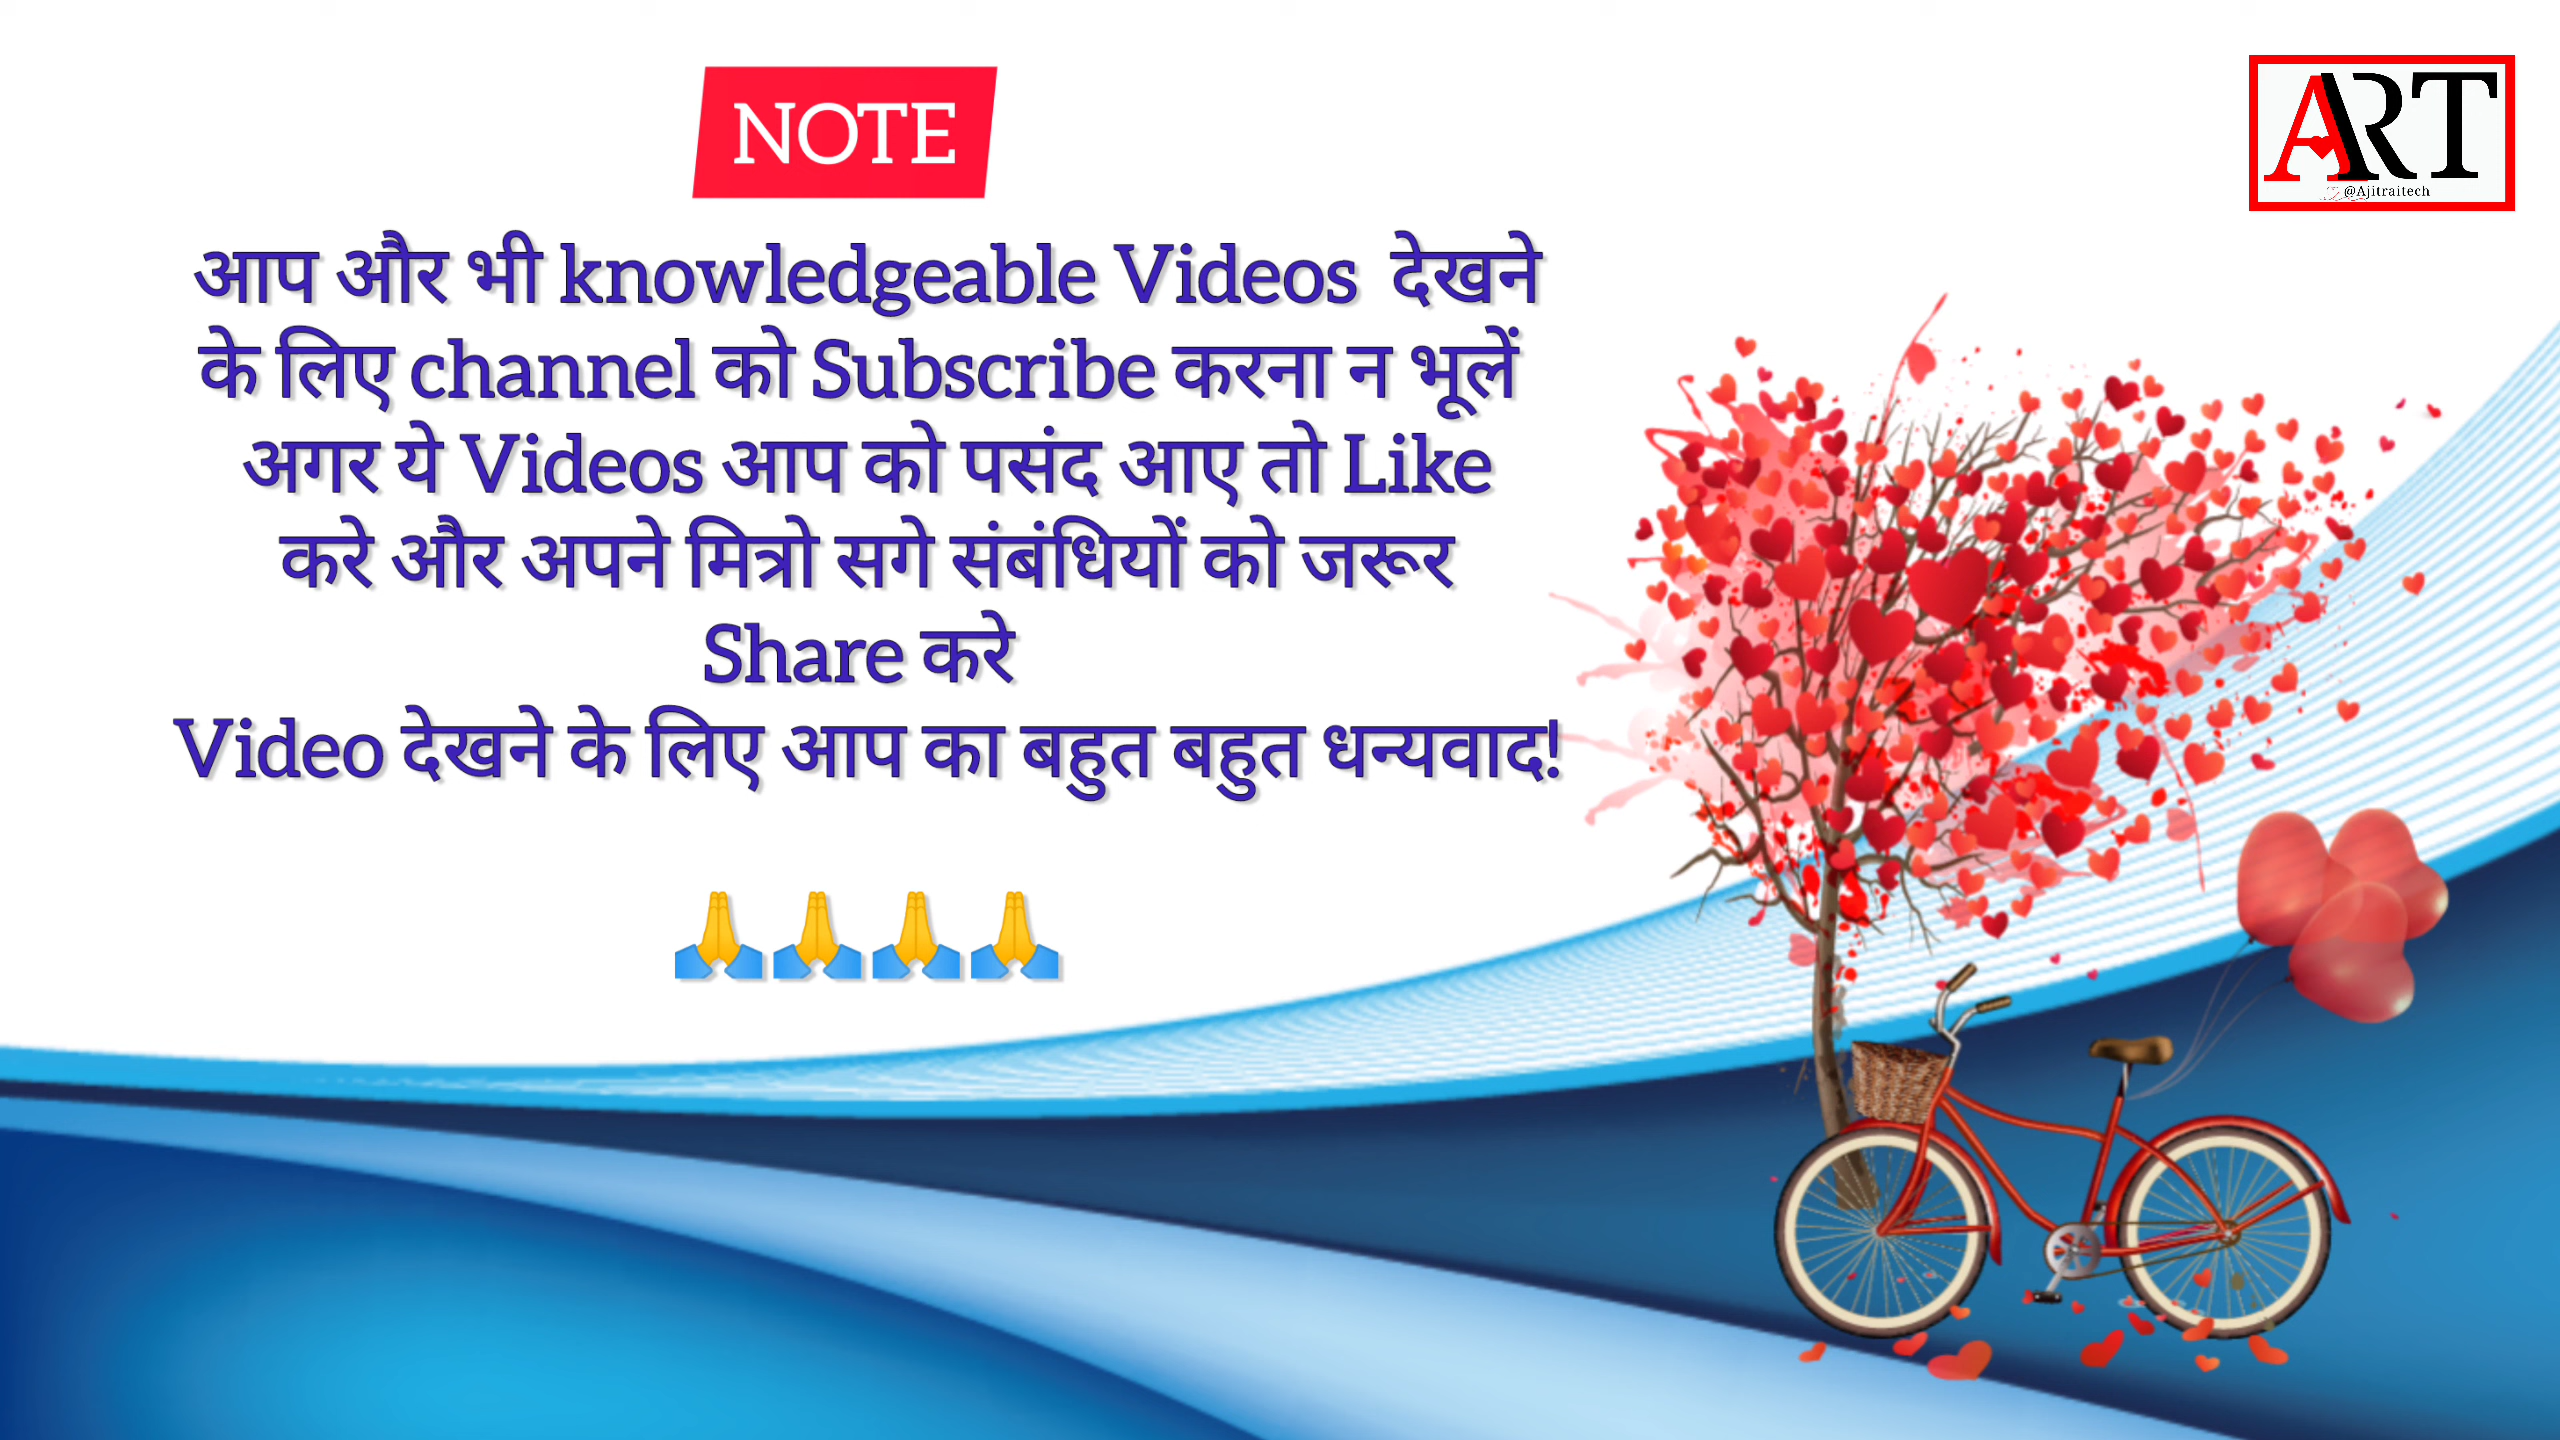 NOTE
ART
@Ajitraitech
आप और भी knowledgeable Videos देखने
के लिए channel को Subscribe करना न भूलें
अगर ये Videos आप को पसंद आए तो Like
करे और अपने मित्रो सगे संबंधियों को जरूर
Share करे
Video देखने के लिए आप का बहुत बहुत धन्यवाद!
🙏🙏🙏🙏